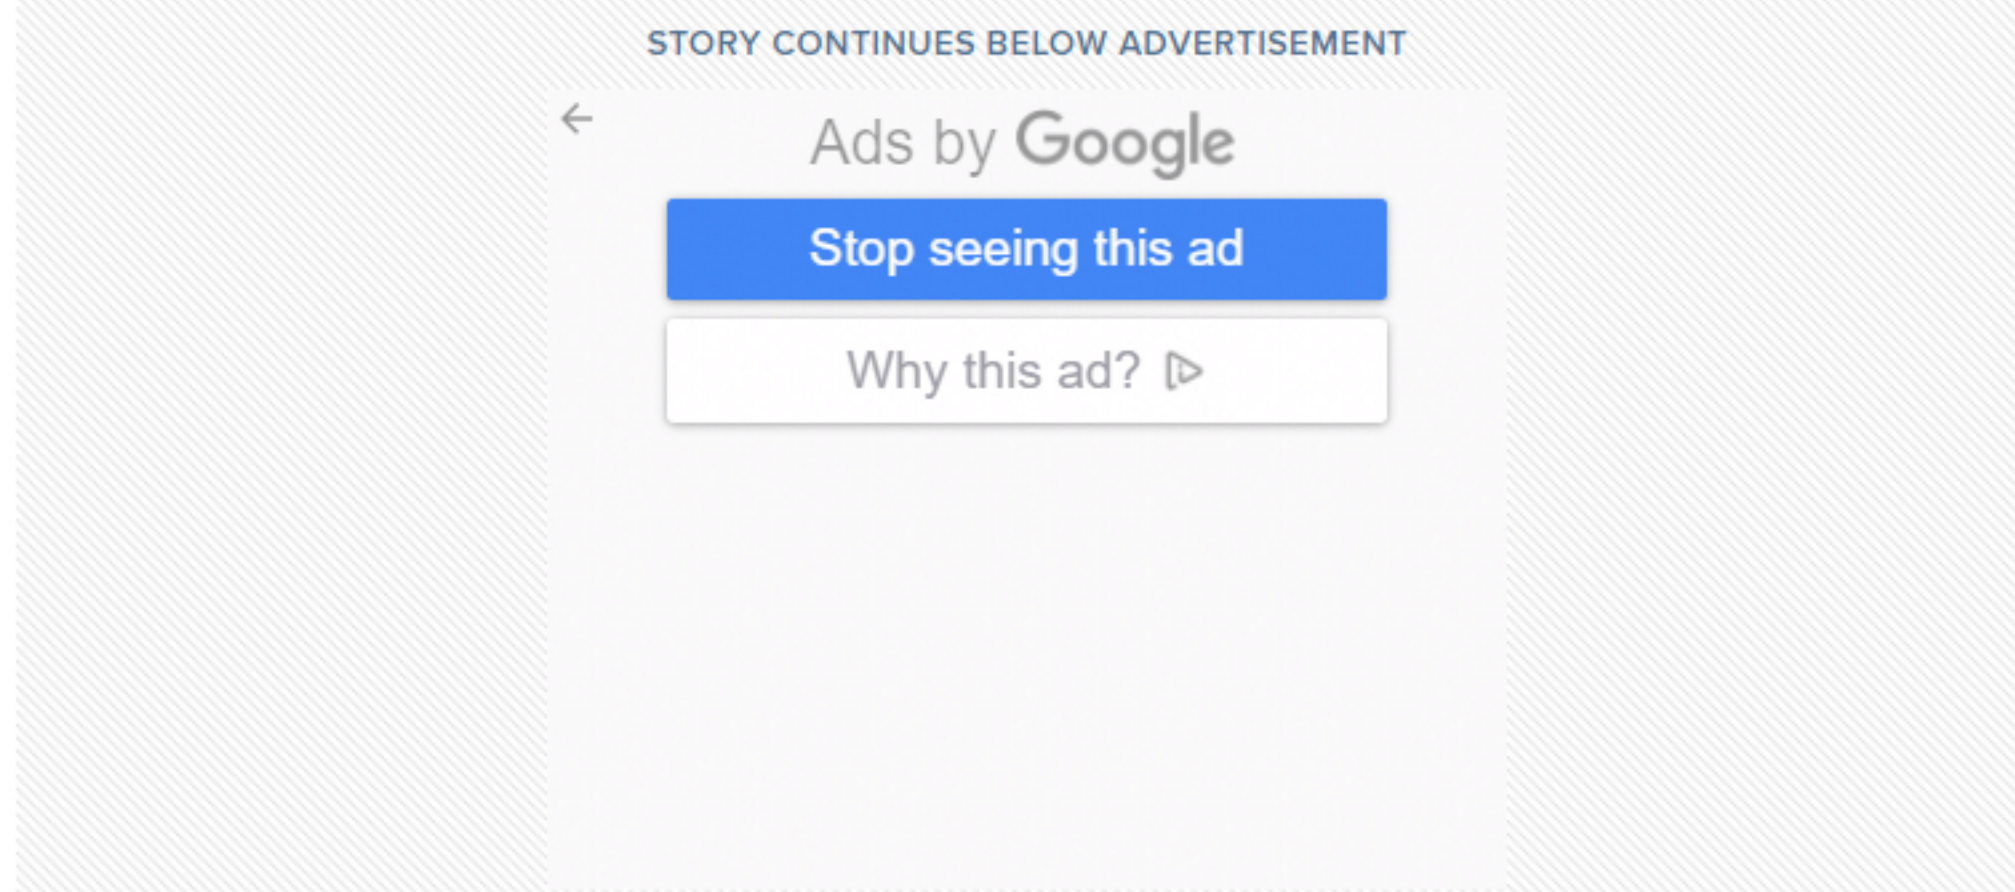 STORY CONTINUES BELOW ADVERTISEMENT
Ads by Google
Stop seeing this ad
Why this ad?